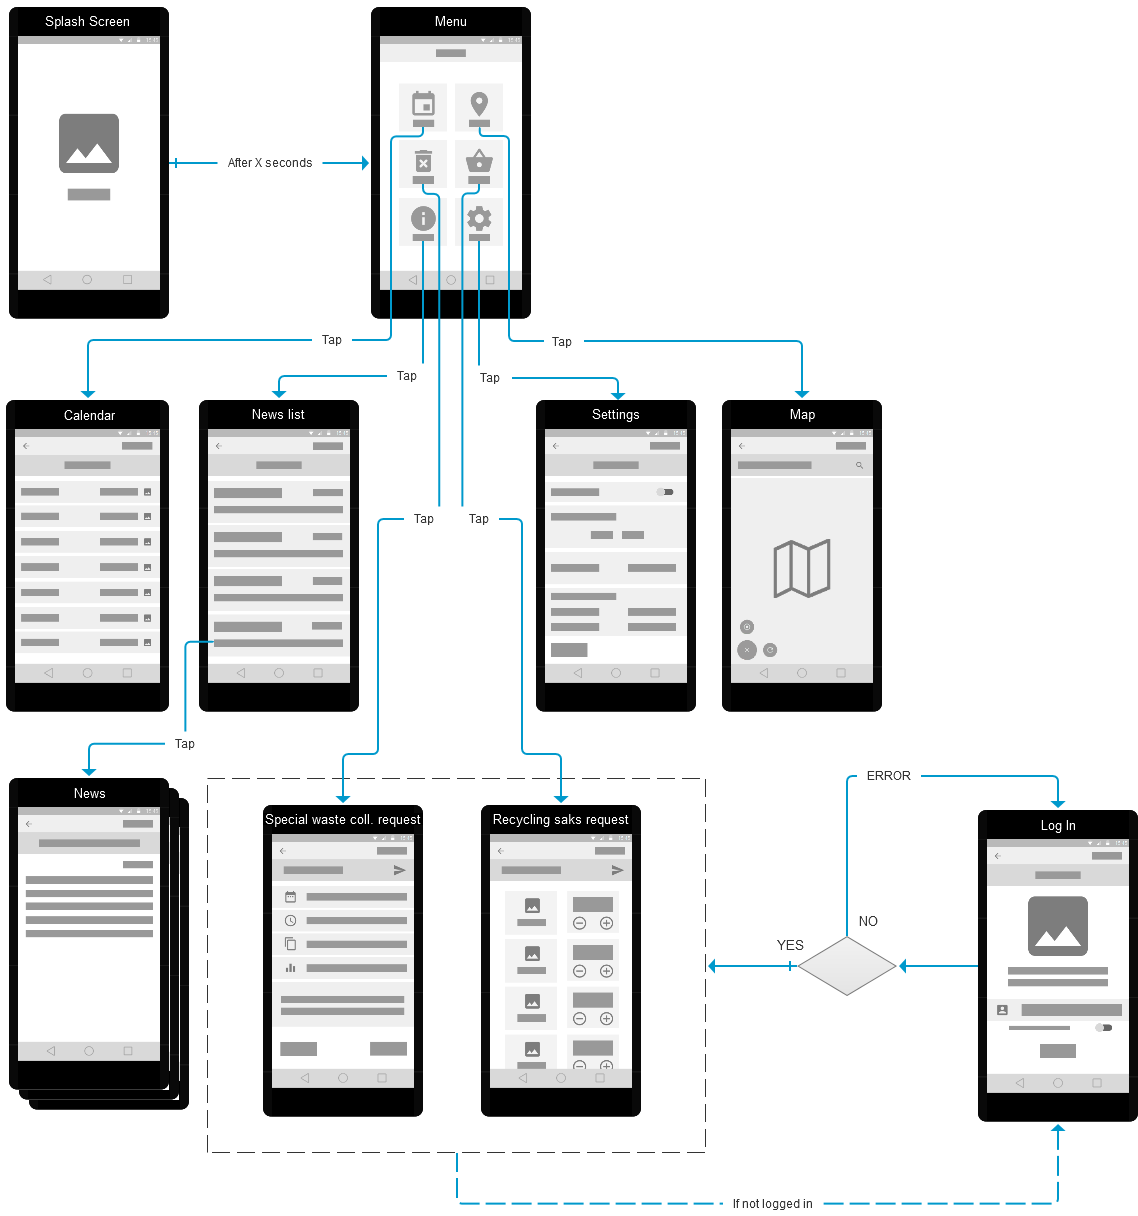 Splash Screen
Menu
After X seconds
Tap
Tap
Tap
Tap
Calendar
News list
Settings
Map
Tap
Tap
Tap
News
Special waste coll. request
Recycling saks request
ERROR
Log In
NO
YES
If not logged in